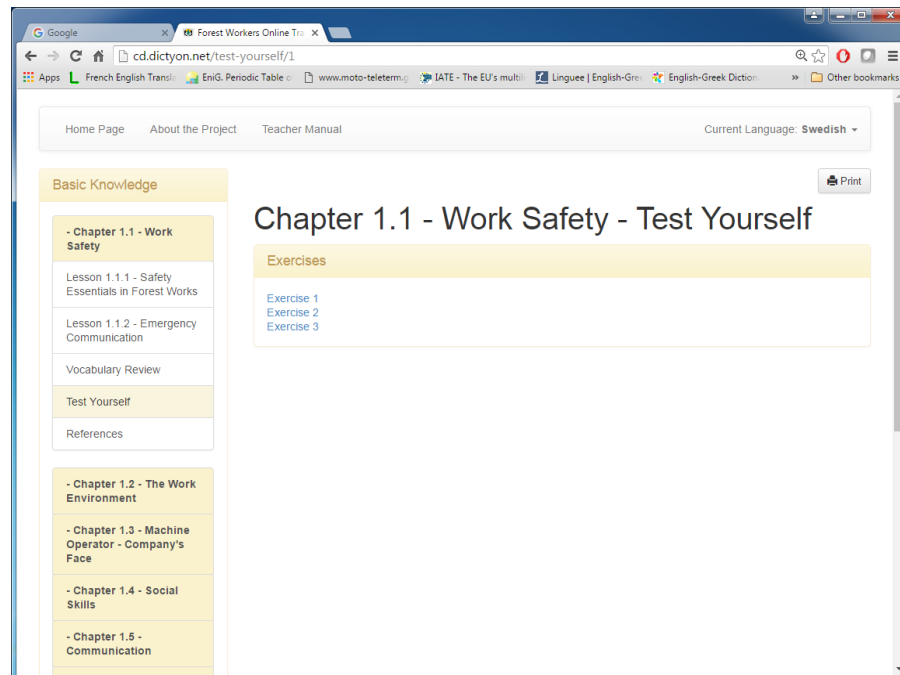 Google
Forest Workers Online Tra
cd.dictyon.net/test-yourself/1
Apps
French English Transla
EniG. Periodic Table o
www.moto-teleterm.g
IATE - The EU's multili
Linguee | English-Gree
English-Greek Diction
»
Other bookmarks
Home Page
About the Project
Teacher Manual
Current Language: Swedish
Print
Basic Knowledge
- Chapter 1.1 - Work
Safety
Lesson 1.1.1 - Safety
Essentials in Forest Works
Lesson 1.1.2 - Emergency
Communication
Vocabulary Review
Test Yourself
References
- Chapter 1.2 - The Work
Environment
- Chapter 1.3 - Machine
Operator - Company's
Face
- Chapter 1.4 - Social
Skills
- Chapter 1.5 -
Communication
Chapter 1.1 - Work Safety - Test Yourself
Exercises
Exercise 1
Exercise 2
Exercise 3